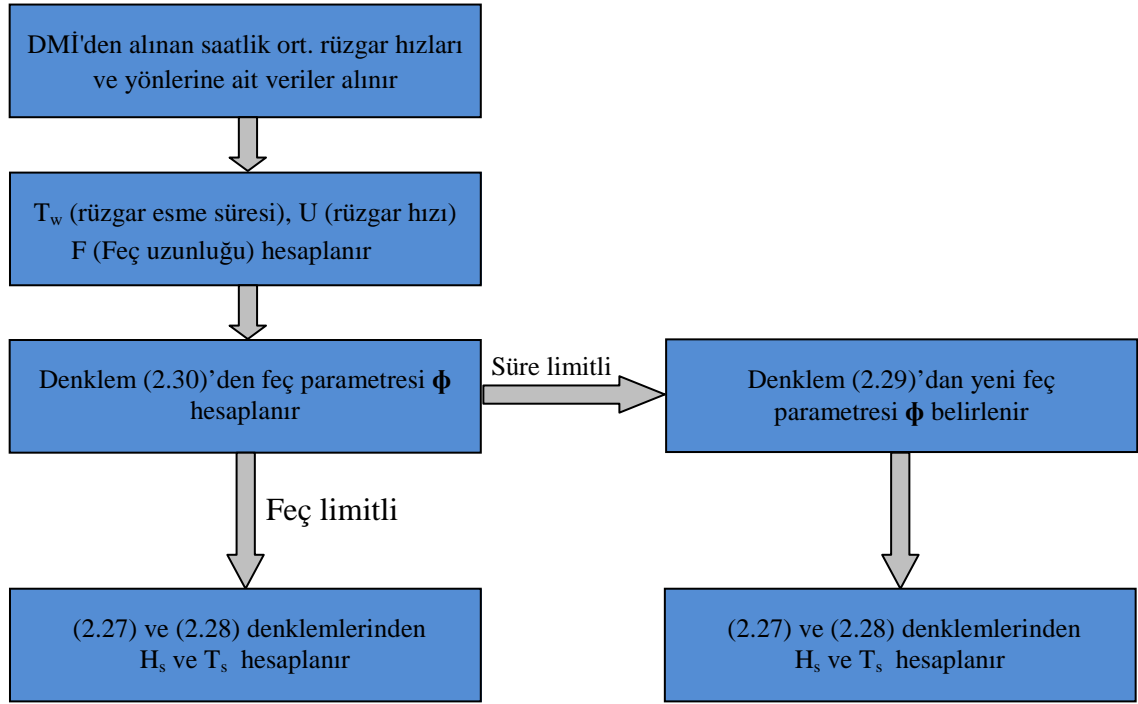 DMİ'den alınan saatlik ort. rüzgar hızları
ve yönlerine ait veriler alınır
Tw (rüzgar esme süresi), U (rüzgar hızı)
F (Feç uzunluğu) hesaplanır
Denklem (2.30)’den feç parametresi ϕ
hesaplanır
Süre limitli
Denklem (2.29)’dan yeni feç
parametresi ϕ belirlenir
Feç limitli
(2.27) ve (2.28) denklemlerinden
Hs ve Ts hesaplanır
(2.27) ve (2.28) denklemlerinden
Hs ve Ts hesaplanır